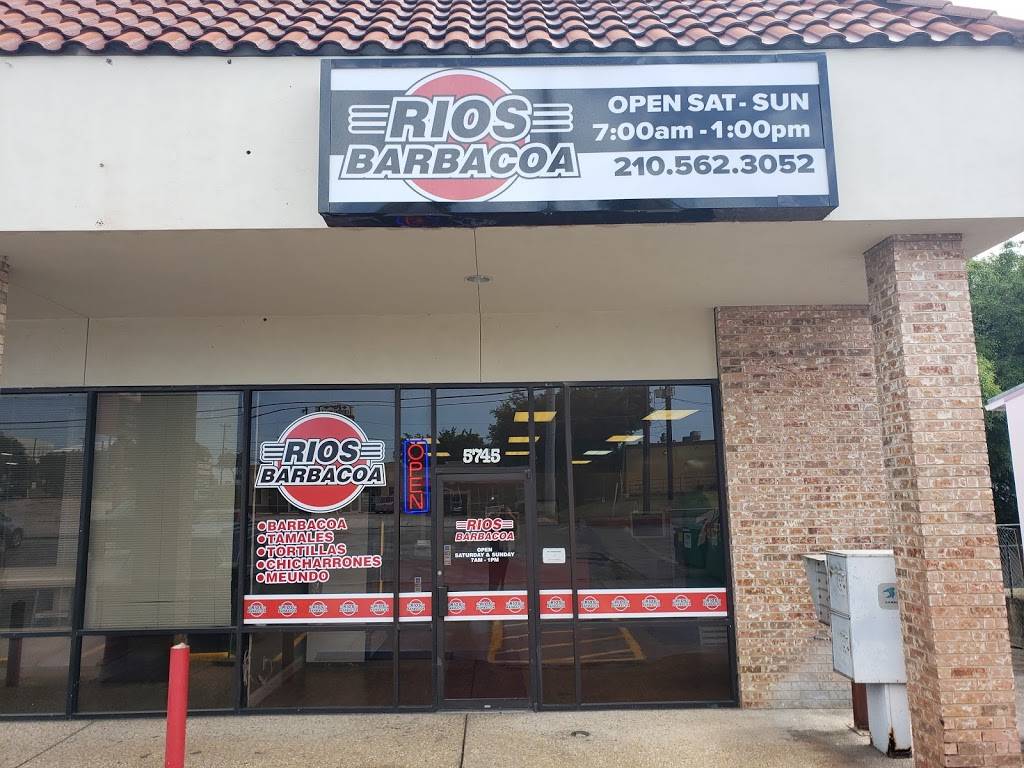 RIOS
BARBACOA
OPEN SAT - SUN
7:00am - 1:00pm
210.562.3052
RIOS
BARBACOA
•BARBACOA
•TAMALES
•TORTILLAS
•CHICHARRONES
•MEUNDO
OPEN
5745
RIOS
BARBACOA
OPEN
SATURDAY & SUNDAY
7AM - 1PM